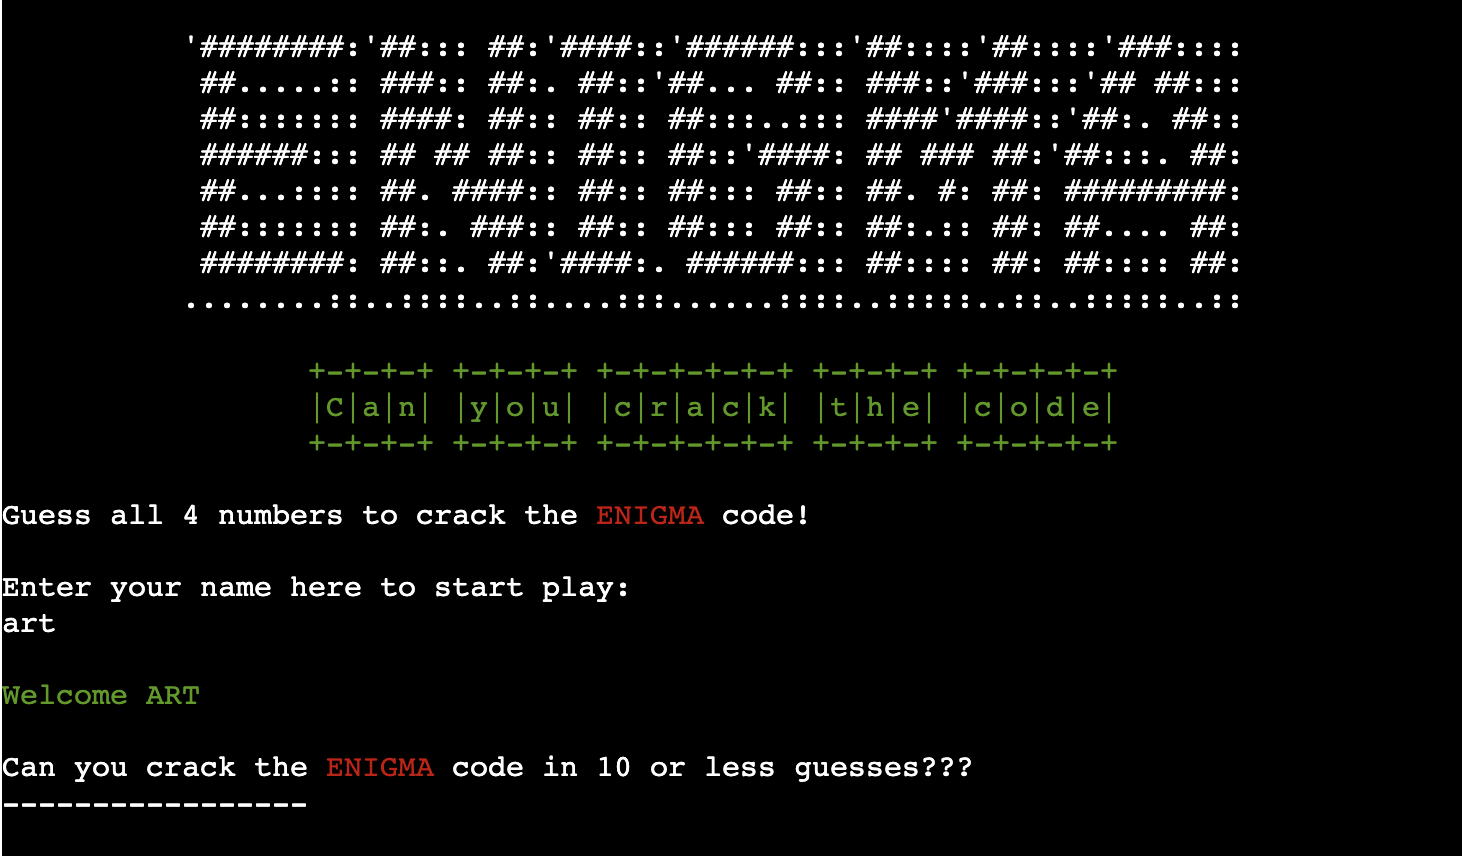 ENIGMA
+-+-+-+ +-+-+-+ +-+-+-+-+-+ +-+-+-+ +-+-+-+-+
|C|a|n| |y|o|u| |c|r|a|c|k| |t|h|e| |c|o|d|e|
+-+-+-+ +-+-+-+ +-+-+-+-+-+ +-+-+-+ +-+-+-+-+
Guess all 4 numbers to crack the ENIGMA code!
Enter your name here to start play:
art
Welcome ART
Can you crack the ENIGMA code in 10 or less guesses???
-----------------